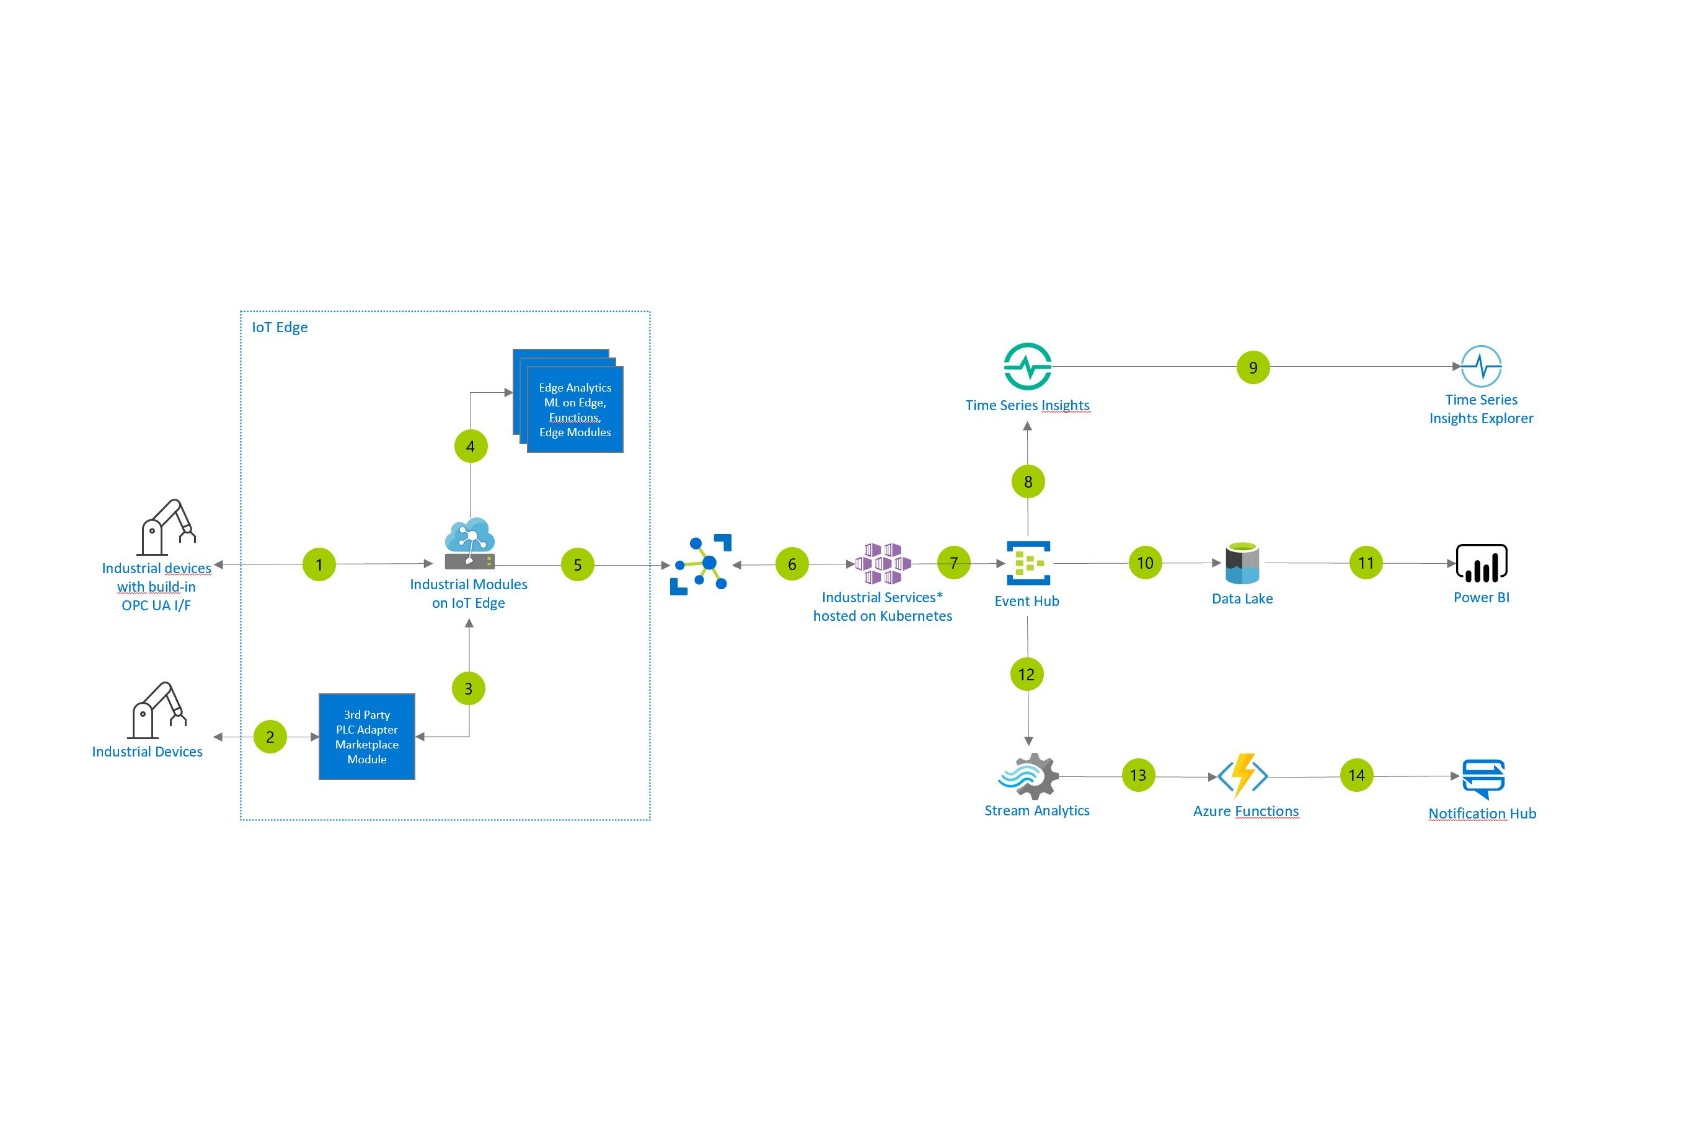 IoT Edge
Edge Analytics
ML on Edge,
Functions,
Edge Modules
4
Industrial devices
with build-in
OPC UA I/F
1
Industrial Modules
on IoT Edge
5
3
2
Industrial Devices
3rd Party
PLC Adapter
Marketplace
Module
6
Industrial Services*
hosted on Kubernetes
7
Event Hub
8
Time Series Insights
9
Time Series
Insights Explorer
10
Data Lake
11
Power BI
12
Stream Analytics
13
Azure Functions
14
Notification Hub